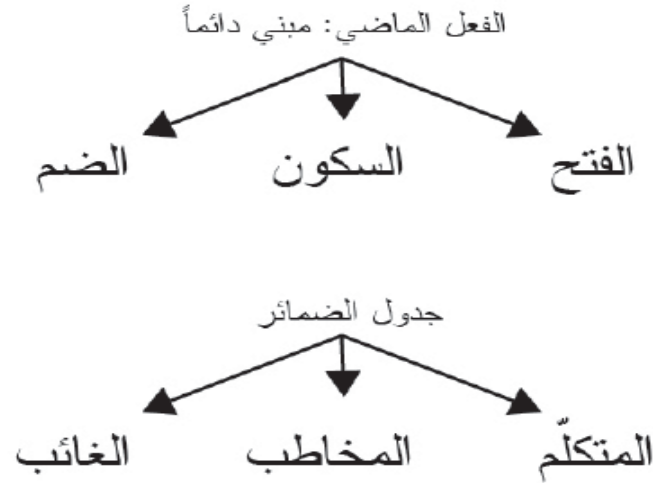 الفعل الماضي: مبني دائماً
الفتح السكون الضم
جدول الضمائر
المتكلّم المخاطب الغائب